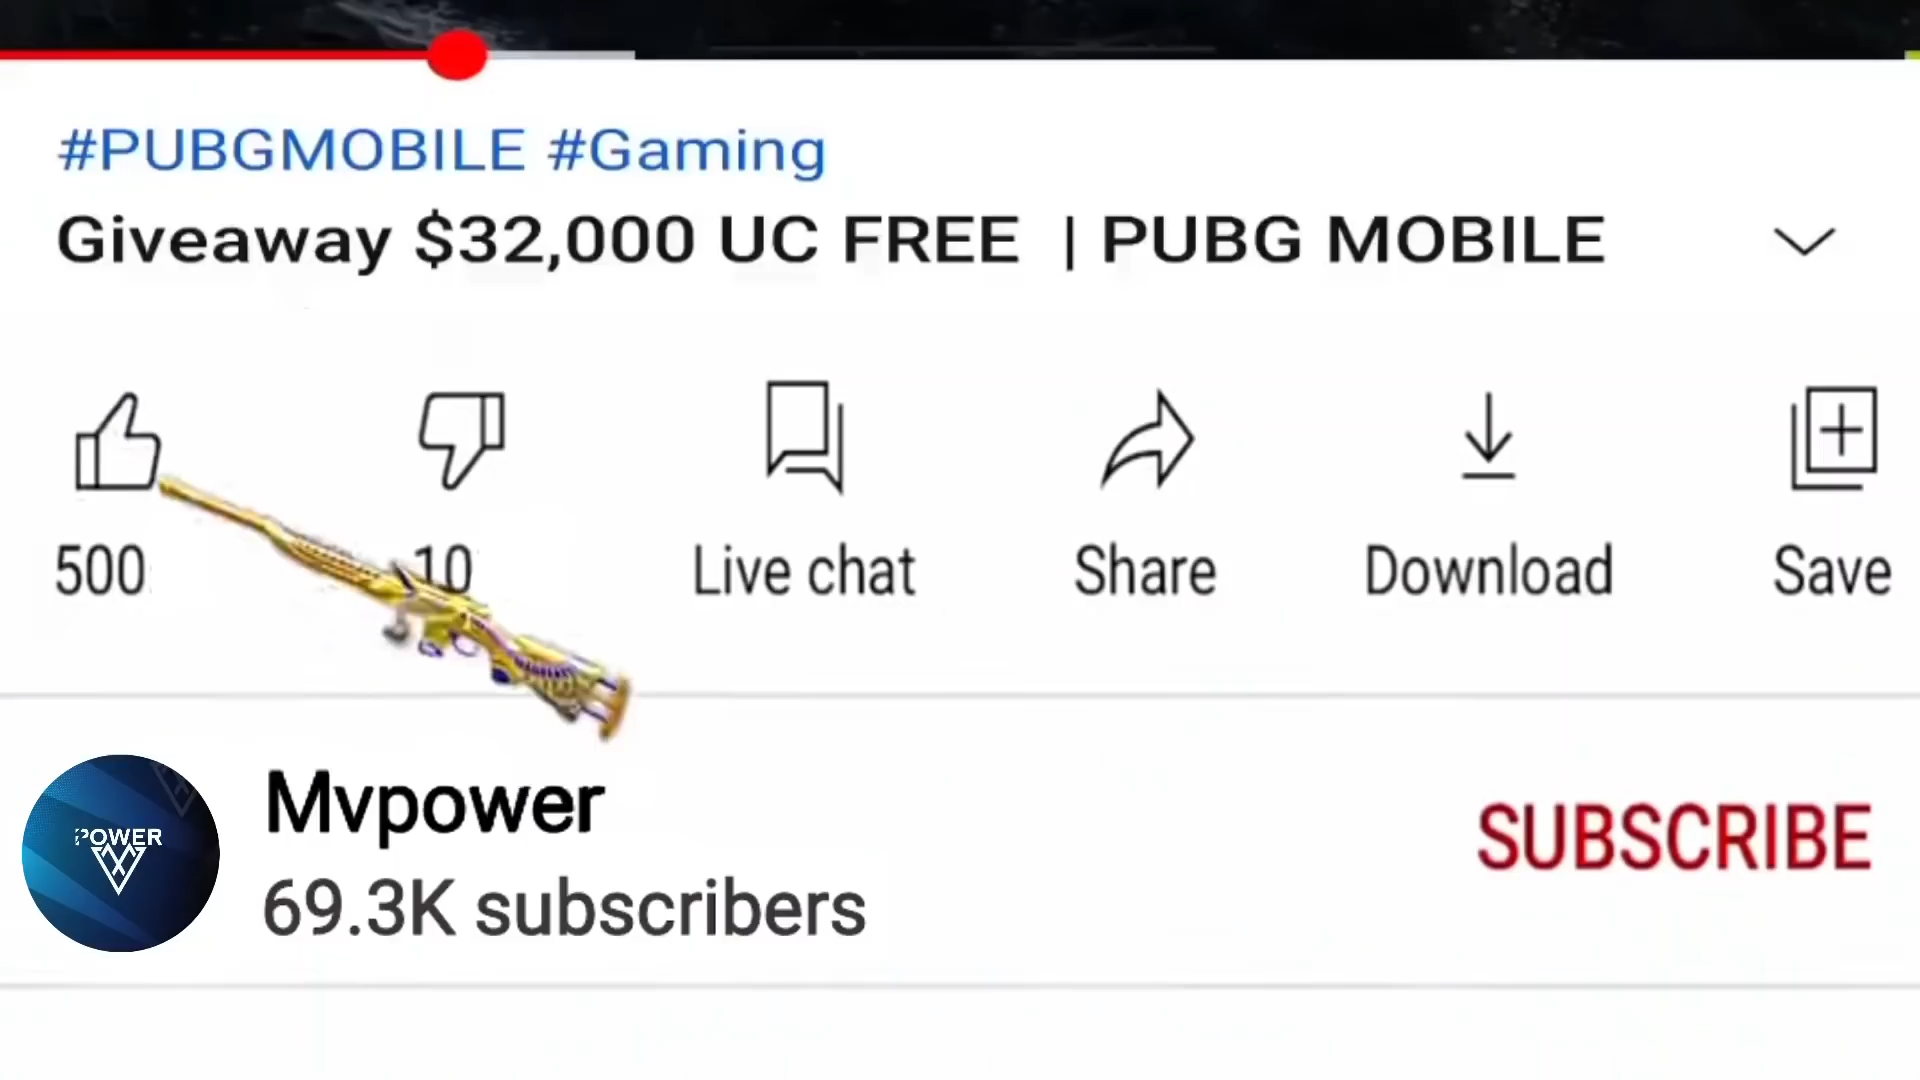 #PUBGMOBILE #Gaming
Giveaway $32,000 UC FREE | PUBG MOBILE
500
10
Live chat
Share
Download
Save
POWER
Mvpower
69.3K subscribers
SUBSCRIBE